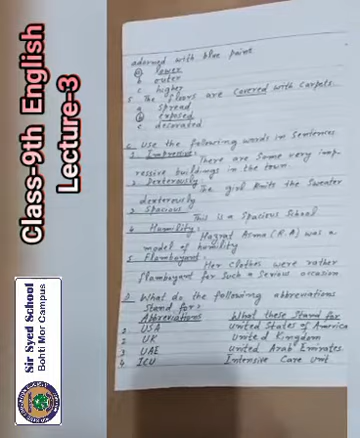 Class-9th English
Lecture-3
Sir Syed School
Bohti Mor Campus
adorned with blue paint
a lower
b. outer
c. higher
5. The floors are Covered with Carpets.
a spread
b exposed
c. decorated
C. Use the following words in Sentences
1. Impressive: There are Some very imp-
ressive buildings in the town.
2. Dexterously: The girl Knits the Sweater
dexterously
3. Spacious: This is a Spacious School
4. Humility: Hazrat Asma (R.A) was a
model of humility
5. Flamboyant: Her Clothes were rather
flamboyant for Such a Serious occasion
D. What do the following abbreviations
Stand for?
Abbreviations What these Stand for
1. USA United States of America
2. UK United Kingdom
3 UAE United Arab Emirates
4 ICU Intensive Care unit